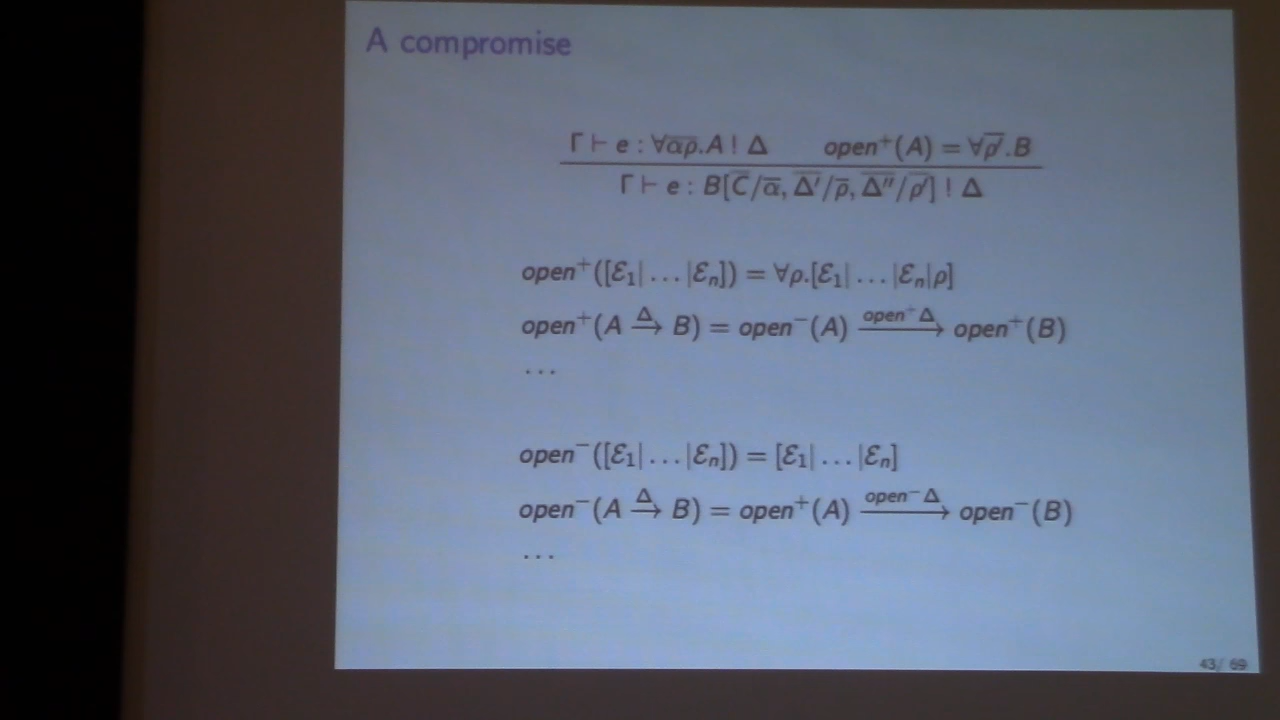 A compromise
Γ ⊢ e : ∀α̅ρ̅.A ! Δ open⁺(A) = ∀ρ̅′.B
Γ ⊢ e : B[C̅/α̅, Δ̅′/ρ̅, Δ̅″/ρ̅′] ! Δ
open⁺([ℰ₁| … |ℰₙ]) = ∀ρ.[ℰ₁| … |ℰₙ|ρ]
open⁺(A –Δ→ B) = open⁻(A) –open⁺Δ→ open⁺(B)
…
open⁻([ℰ₁| … |ℰₙ]) = [ℰ₁| … |ℰₙ]
open⁻(A –Δ→ B) = open⁺(A) –open⁻Δ→ open⁻(B)
…
43/ 69